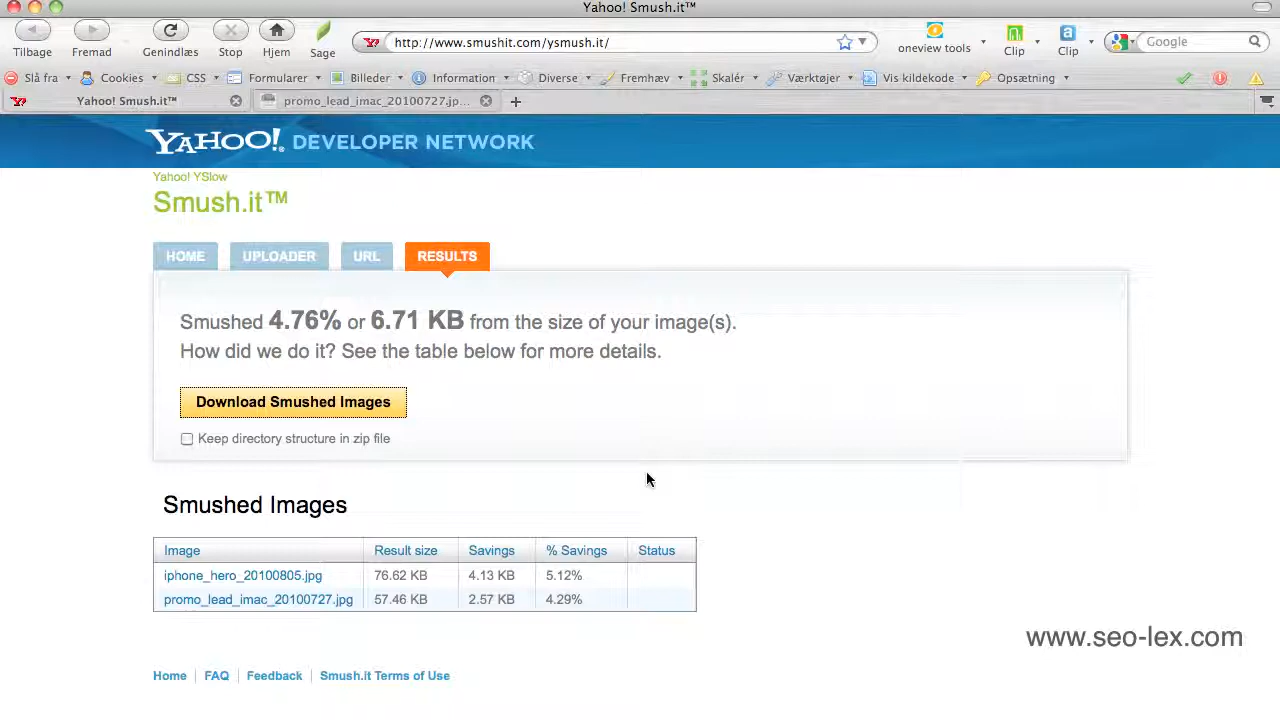 Yahoo! Smush.it™
Tilbage Fremad Genindlæs Stop Hjem Sage http://www.smushit.com/ysmush.it/ oneview tools Clip Clip Google
Slå fra Cookies CSS Formularer Billeder Information Diverse Fremhæv Skalér Værktøjer Vis kildekode Opsætning
Yahoo! Smush.it™ promo_lead_imac_20100727.jp...
YAHOO! DEVELOPER NETWORK
Yahoo! YSlow
Smush.it™
HOME UPLOADER URL RESULTS
Smushed 4.76% or 6.71 KB from the size of your image(s).
How did we do it? See the table below for more details.
Download Smushed Images
Keep directory structure in zip file
Smushed Images
Image Result size Savings % Savings Status
iphone_hero_20100805.jpg 76.62 KB 4.13 KB 5.12%
promo_lead_imac_20100727.jpg 57.46 KB 2.57 KB 4.29%
www.seo-lex.com
Home FAQ Feedback Smush.it Terms of Use